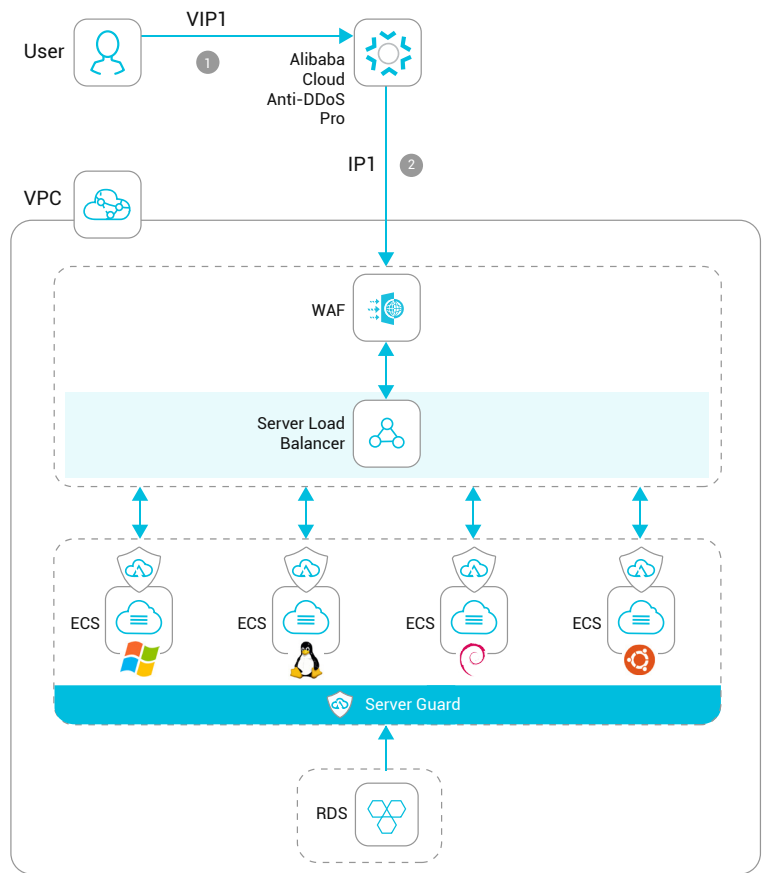 VIP1
User
1
Alibaba
Cloud
Anti-DDoS
Pro
IP1
2
VPC
WAF
Server Load
Balancer
ECS
ECS
ECS
ECS
Server Guard
RDS